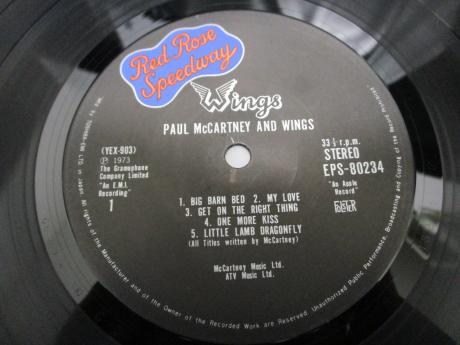 Red Rose
Speedway
Wings
PAUL McCARTNEY AND WINGS
(YEX-903)
℗ 1973
The Gramophone
Company Limited
"An E.M.I.
Recording"
1
33⅓ r.p.m.
STEREO
EPS-80234
"An Apple
Record"
1. BIG BARN BED 2. MY LOVE
3. GET ON THE RIGHT THING
4. ONE MORE KISS
5. LITTLE LAMB DRAGONFLY
(All Titles written by McCartney)
McCartney Music Ltd.
ATV Music Ltd.
All rights of the Manufacturer and of the Owner of the Recorded Work are Reserved. Unauthorized Public Performance, Broadcasting and Copying